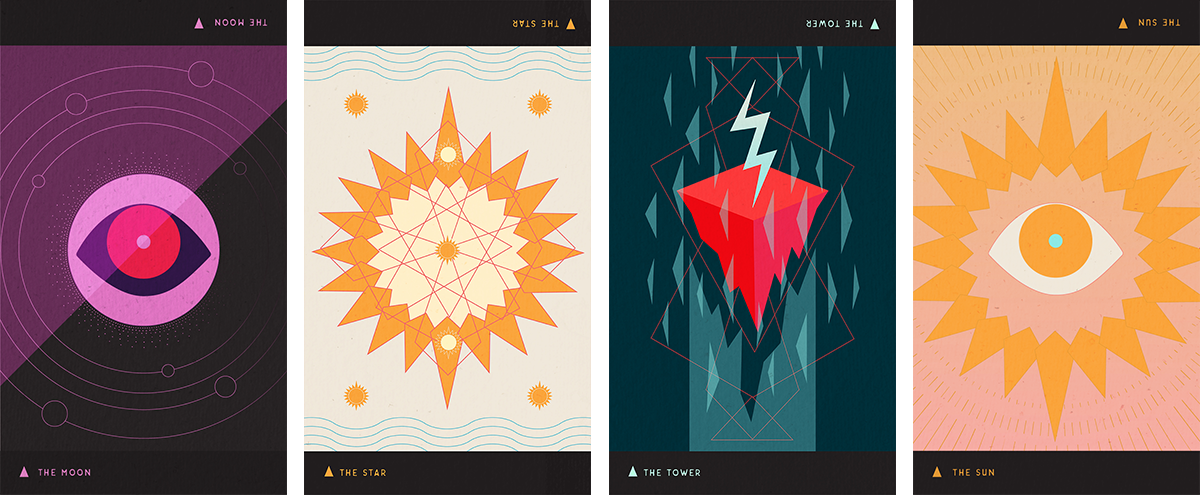 THE MOON
THE STAR
THE TOWER
THE SUN
THE MOON
THE STAR
THE TOWER
THE SUN